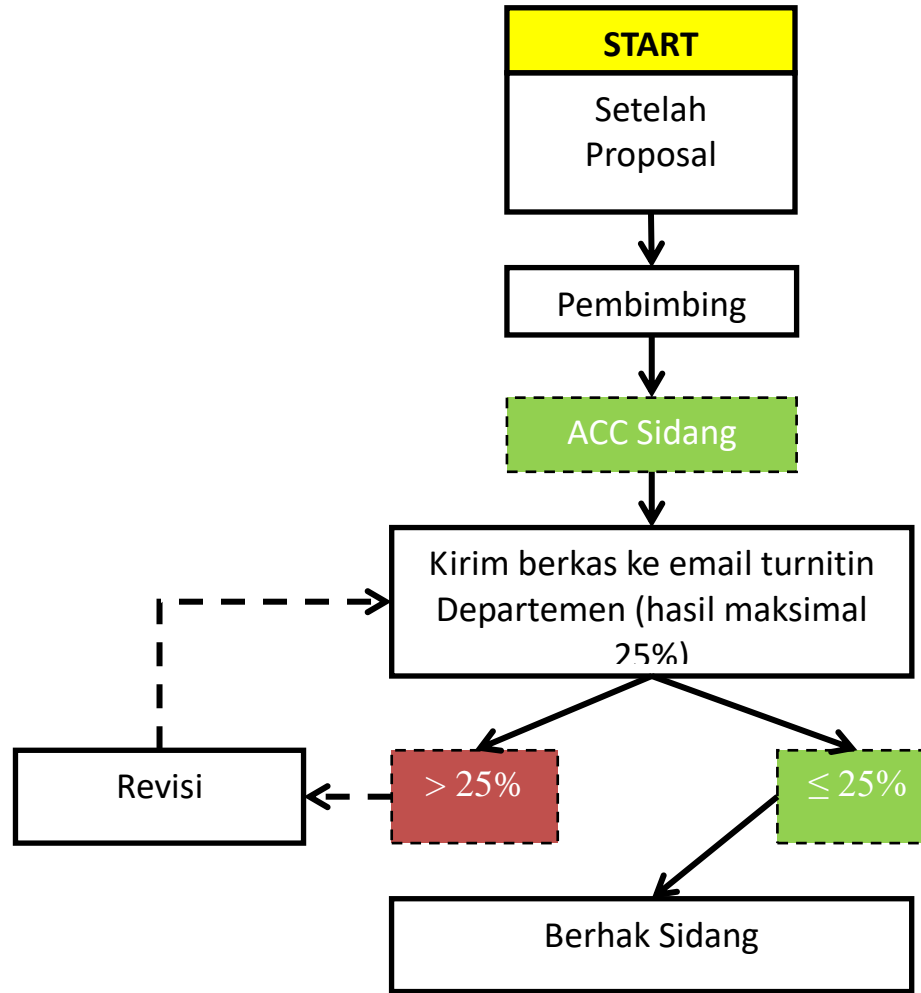 START
Setelah
Proposal
Pembimbing
ACC Sidang
Kirim berkas ke email turnitin
Departemen (hasil maksimal
25%)
Revisi
> 25%
≤ 25%
Berhak Sidang